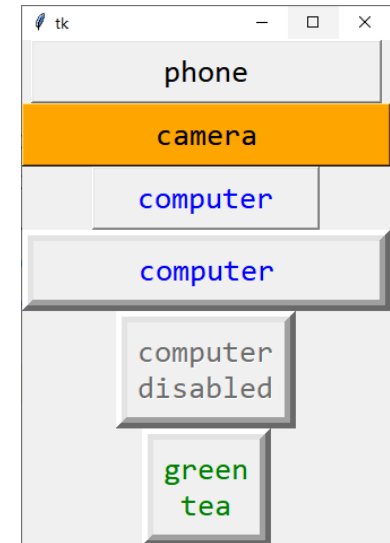 tk
phone
camera
computer
computer
computer
disabled
green
tea